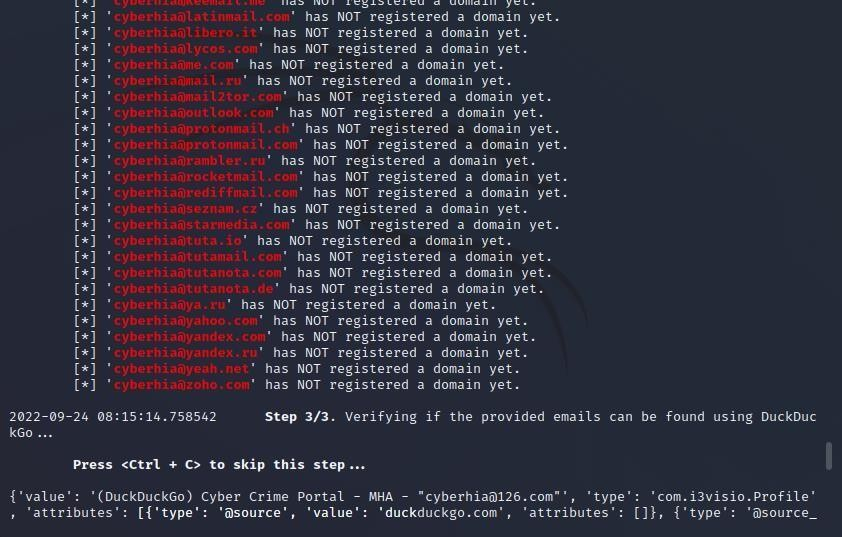 [*] 'cyberhia@keemail.me' has NOT registered a domain yet.
[*] 'cyberhia@latinmail.com' has NOT registered a domain yet.
[*] 'cyberhia@libero.it' has NOT registered a domain yet.
[*] 'cyberhia@lycos.com' has NOT registered a domain yet.
[*] 'cyberhia@me.com' has NOT registered a domain yet.
[*] 'cyberhia@mail.ru' has NOT registered a domain yet.
[*] 'cyberhia@mail2tor.com' has NOT registered a domain yet.
[*] 'cyberhia@outlook.com' has NOT registered a domain yet.
[*] 'cyberhia@protonmail.ch' has NOT registered a domain yet.
[*] 'cyberhia@protonmail.com' has NOT registered a domain yet.
[*] 'cyberhia@rambler.ru' has NOT registered a domain yet.
[*] 'cyberhia@rocketmail.com' has NOT registered a domain yet.
[*] 'cyberhia@rediffmail.com' has NOT registered a domain yet.
[*] 'cyberhia@seznam.cz' has NOT registered a domain yet.
[*] 'cyberhia@starmedia.com' has NOT registered a domain yet.
[*] 'cyberhia@tuta.io' has NOT registered a domain yet.
[*] 'cyberhia@tutamail.com' has NOT registered a domain yet.
[*] 'cyberhia@tutanota.com' has NOT registered a domain yet.
[*] 'cyberhia@tutanota.de' has NOT registered a domain yet.
[*] 'cyberhia@ya.ru' has NOT registered a domain yet.
[*] 'cyberhia@yahoo.com' has NOT registered a domain yet.
[*] 'cyberhia@yandex.com' has NOT registered a domain yet.
[*] 'cyberhia@yandex.ru' has NOT registered a domain yet.
[*] 'cyberhia@yeah.net' has NOT registered a domain yet.
[*] 'cyberhia@zoho.com' has NOT registered a domain yet.
2022-09-24 08:15:14.758542 Step 3/3. Verifying if the provided emails can be found using DuckDuc
kGo...
Press <Ctrl + C> to skip this step...
{'value': '(DuckDuckGo) Cyber Crime Portal - MHA - "cyberhia@126.com"', 'type': 'com.i3visio.Profile'
, 'attributes': [{'type': '@source', 'value': 'duckduckgo.com', 'attributes': []}, {'type': '@source_